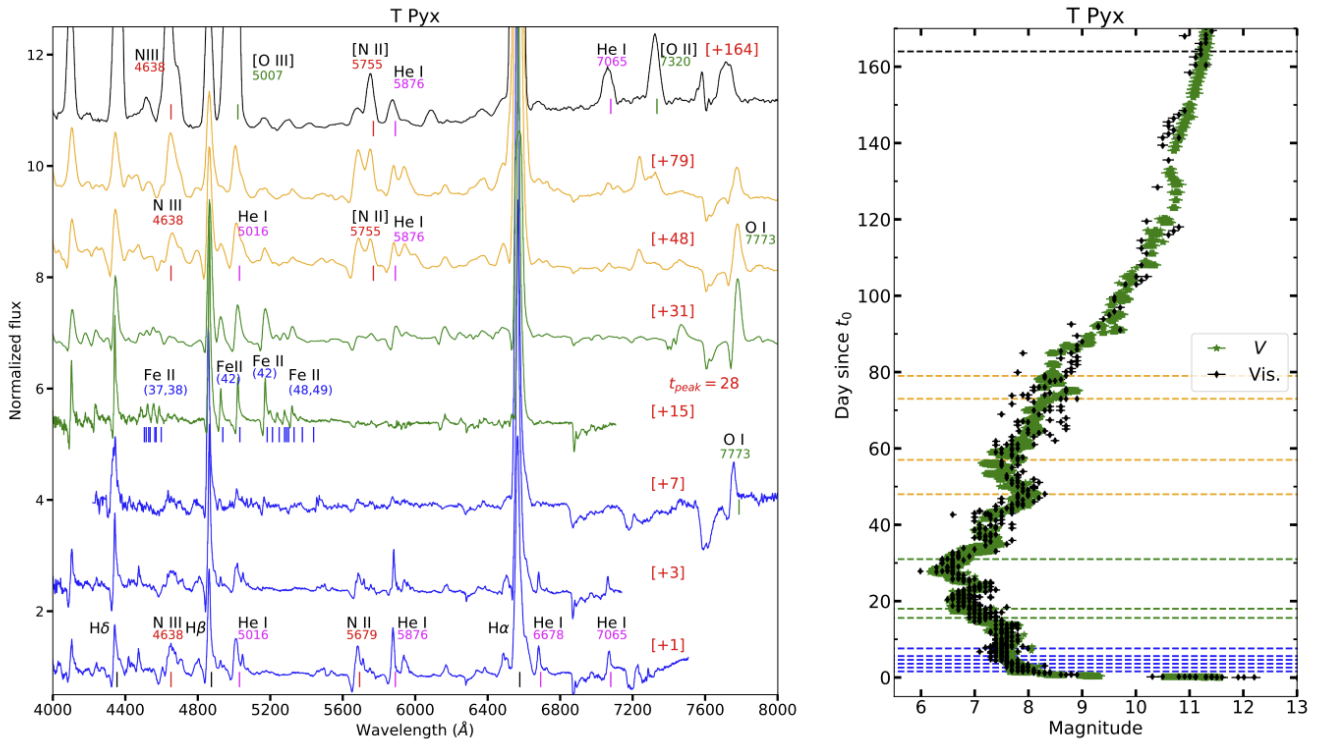 T Pyx
12
10
8
6
4
2
Normalized flux
NIII
4638
[O III]
5007
[N II]
5755
He I
5876
He I
7065
[O II]
7320
[+164]
[+79]
N III
4638
He I
5016
[N II]
5755
He I
5876
[+48]
O I
7773
[+31]
Fe II
(37,38)
FeII
(42)
Fe II
(42)
Fe II
(48,49)
t_peak = 28
[+15]
O I
7773
[+7]
[+3]
Hδ
N III
4638
Hβ
He I
5016
N II
5679
He I
5876
Hα
He I
6678
He I
7065
[+1]
4000 4400 4800 5200 5600 6000 6400 6800 7200 7600 8000
Wavelength (Å)
T Pyx
160
140
120
100
80
60
40
20
0
Day since t₀
V
Vis.
6 7 8 9 10 11 12 13
Magnitude